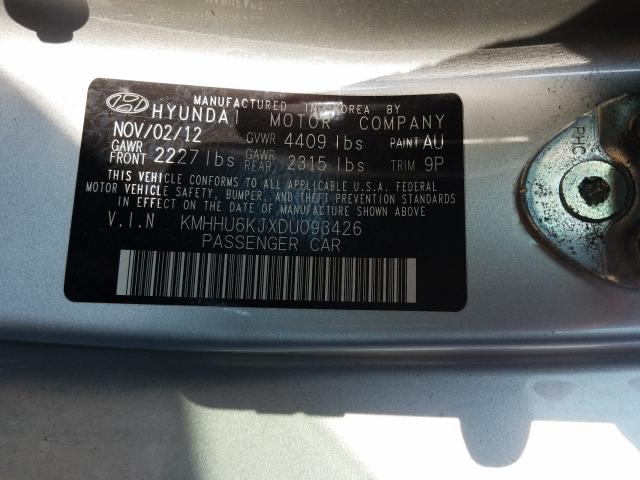 MANUFACTURED IN KOREA BY
HYUNDAI MOTOR COMPANY
NOV/02/12 GVWR 4409 lbs PAINT AU
GAWR FRONT 2227 lbs GAWR REAR 2315 lbs TRIM 9P
THIS VEHICLE CONFORMS TO ALL APPLICABLE U.S.A. FEDERAL
MOTOR VEHICLE SAFETY, BUMPER, AND THEFT PREVENTION STANDARDS
IN EFFECT ON THE DATE OF MANUFACTURE SHOWN ABOVE
V.I.N KMHHU6KJXDU093426
PASSENGER CAR
PHC